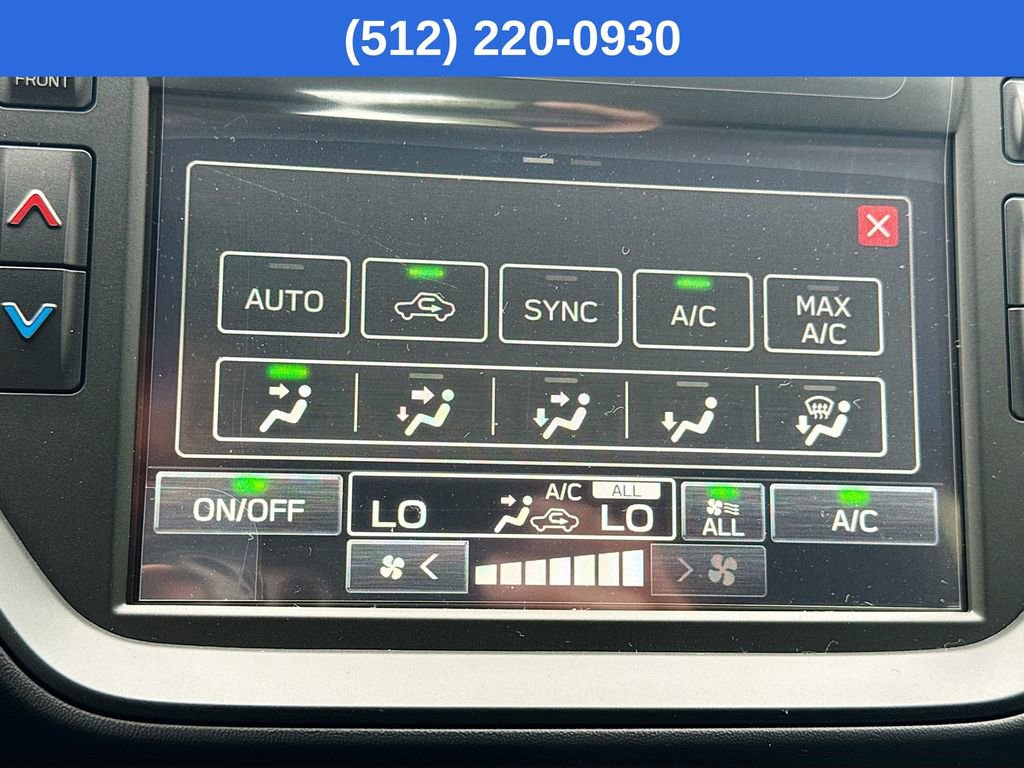 (512) 220-0930
FRONT
AUTO
SYNC
A/C
MAX
A/C
ON/OFF
LO
A/C
ALL
LO
ALL
A/C